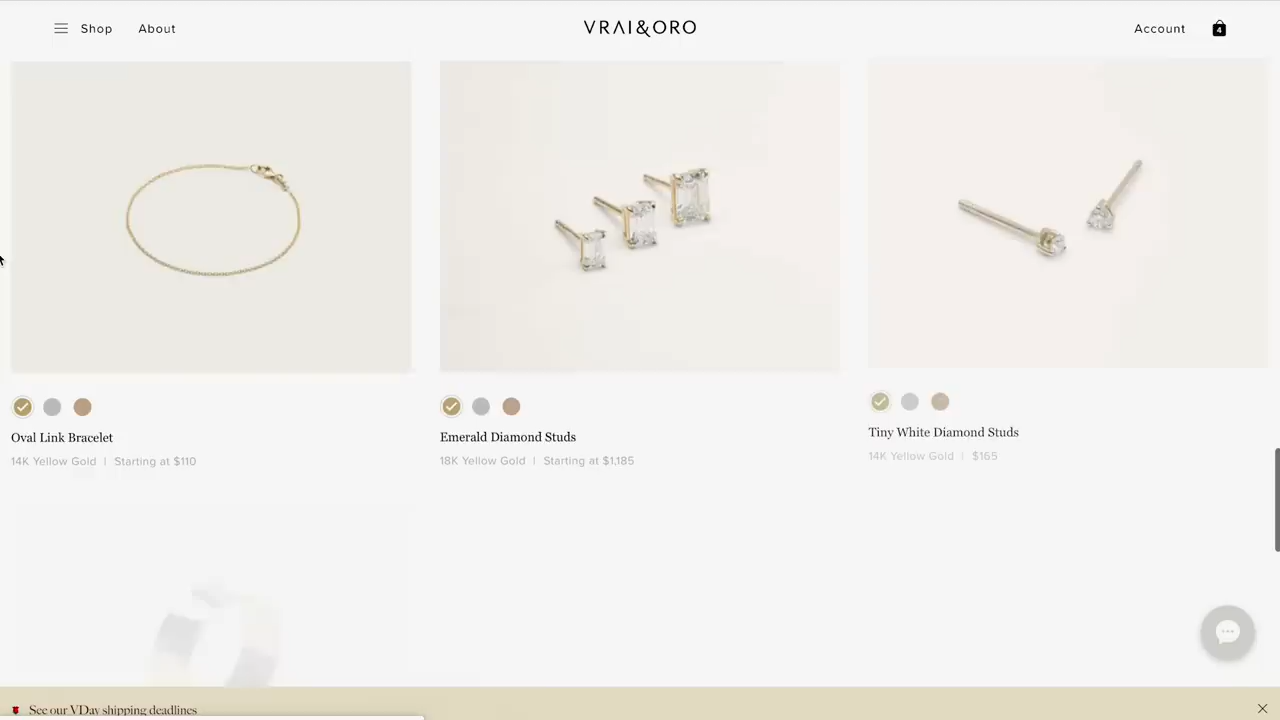 Shop About VRAI&ORO Account 4
Oval Link Bracelet
14K Yellow Gold | Starting at $110
Emerald Diamond Studs
18K Yellow Gold | Starting at $1,185
Tiny White Diamond Studs
14K Yellow Gold | $165
See our VDay shipping deadlines